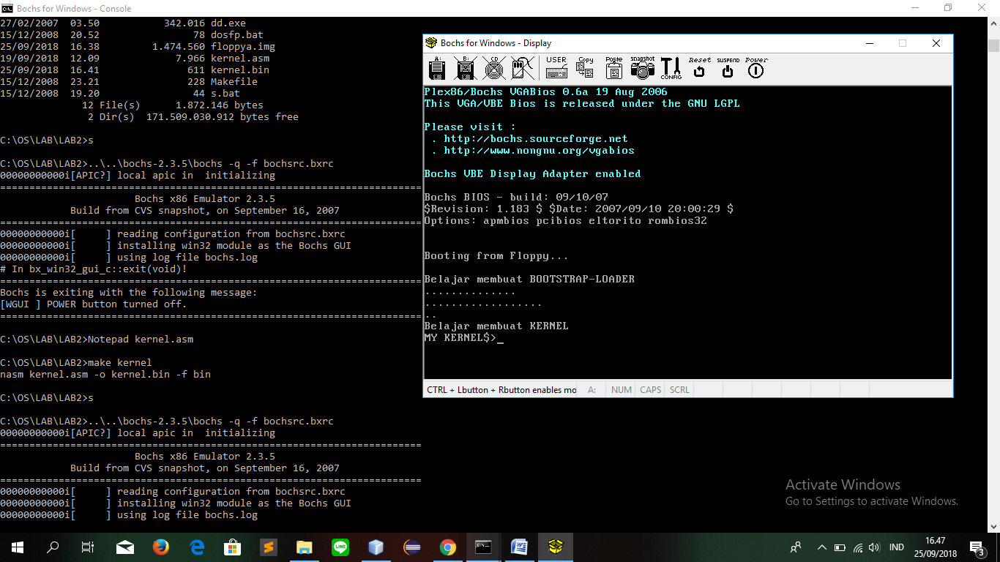 Bochs for Windows - Console
27/02/2007  03.50           342.016 dd.exe
15/12/2008  20.52                78 dosfp.bat
25/09/2018  16.38         1.474.560 floppya.img
19/09/2018  12.09             7.966 kernel.asm
25/09/2018  16.41               611 kernel.bin
15/12/2008  23.21               228 Makefile
15/12/2008  19.20                44 s.bat
12 File(s)      1.872.146 bytes
2 Dir(s)  171.509.030.912 bytes free
C:\OS\LAB\LAB2>s
C:\OS\LAB\LAB2>..\..\bochs-2.3.5\bochs -q -f bochsrc.bxrc
00000000000i[APIC?] local apic in  initializing
========================================================================
Bochs x86 Emulator 2.3.5
Build from CVS snapshot, on September 16, 2007
========================================================================
00000000000i[     ] reading configuration from bochsrc.bxrc
00000000000i[     ] installing win32 module as the Bochs GUI
00000000000i[     ] using log file bochs.log
# In bx_win32_gui_c::exit(void)!
========================================================================
Bochs is exiting with the following message:
[WGUI ] POWER button turned off.
========================================================================
C:\OS\LAB\LAB2>Notepad kernel.asm
C:\OS\LAB\LAB2>make kernel
nasm kernel.asm -o kernel.bin -f bin
C:\OS\LAB\LAB2>s
C:\OS\LAB\LAB2>..\..\bochs-2.3.5\bochs -q -f bochsrc.bxrc
00000000000i[APIC?] local apic in  initializing
========================================================================
Bochs x86 Emulator 2.3.5
Build from CVS snapshot, on September 16, 2007
========================================================================
00000000000i[     ] reading configuration from bochsrc.bxrc
00000000000i[     ] installing win32 module as the Bochs GUI
00000000000i[     ] using log file bochs.log
Bochs for Windows - Display
A: B: CD USER Copy Paste snapshot CONFIG Reset SUSPEND Power
Plex86/Bochs VGABios 0.6a 19 Aug 2006
This VGA/VBE Bios is released under the GNU LGPL
Please visit :
. http://bochs.sourceforge.net
. http://www.nongnu.org/vgabios
Bochs VBE Display Adapter enabled
Bochs BIOS - build: 09/10/07
$Revision: 1.183 $ $Date: 2007/09/10 20:00:29 $
Options: apmbios pcibios eltorito rombios32
Booting from Floppy...
Belajar membuat BOOTSTRAP-LOADER
..............
..................
..
Belajar membuat KERNEL
MY KERNEL$>_
CTRL + Lbutton + Rbutton enables mo A: NUM CAPS SCRL
Activate Windows
Go to Settings to activate Windows.
LINE
IND
16.47
25/09/2018
3